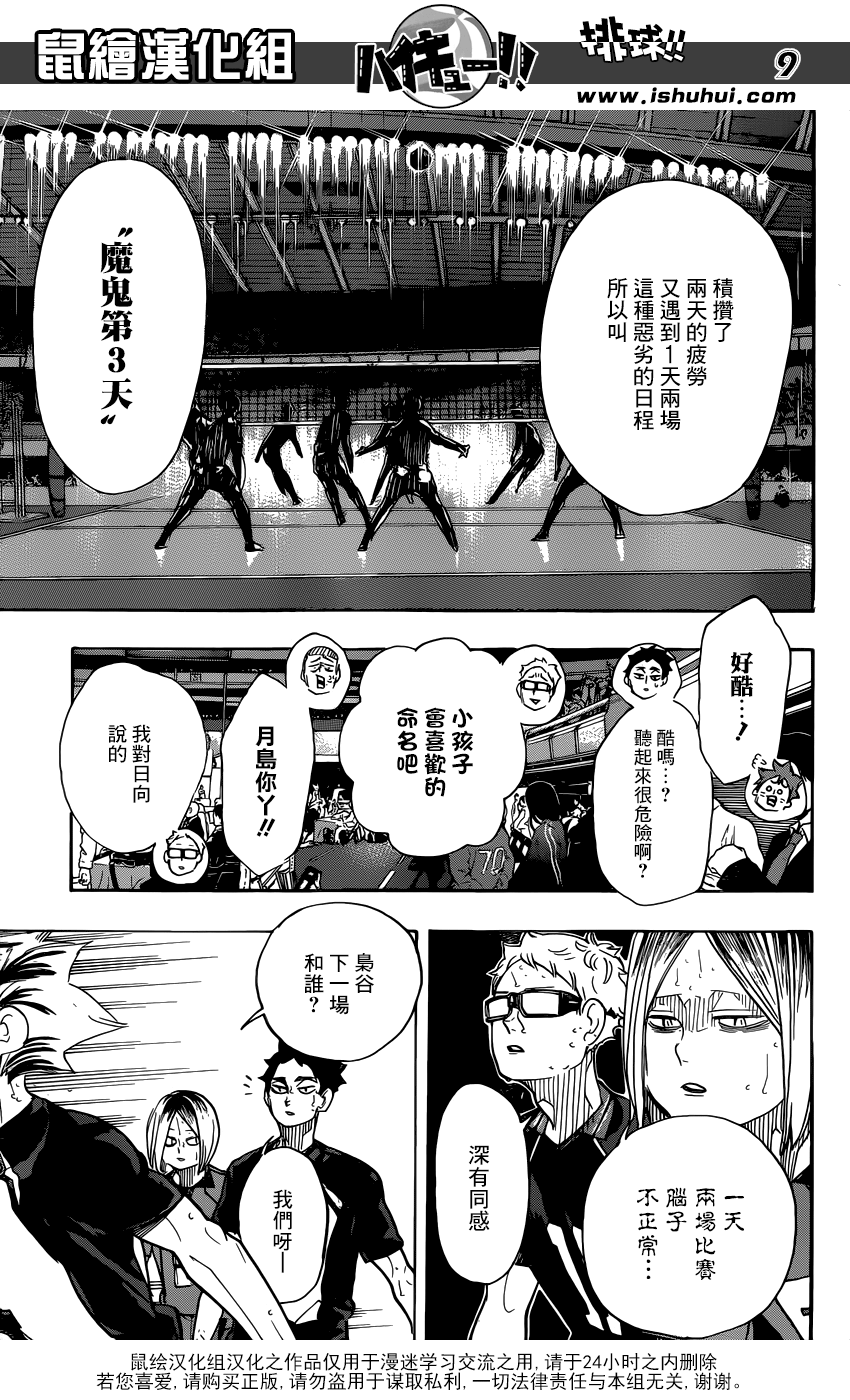 鼠繪漢化組
ハイキュー!!
排球!!
9
www.ishuhui.com
積攢了
兩天的疲勞
又遇到1天兩場
這種惡劣的日程
所以叫
〝魔鬼第3天〟
好酷…!
酷嗎…?
聽起來很危險啊?
小孩子
會喜歡的
命名吧
月島你丫!!
我對日向
說的
70
一天
兩場比賽
腦子
不正常…
深有同感
梟谷
下一場
和誰?
我們呀—
鼠绘汉化组汉化之作品仅用于漫迷学习交流之用, 请于24小时之内删除
若您喜爱, 请购买正版, 请勿盗用于谋取私利, 一切法律责任与本组无关, 谢谢。